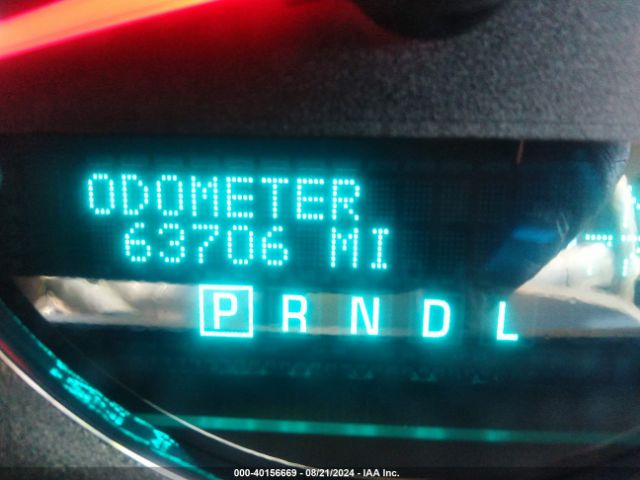 ODOMETER
63706 MI
P R N D L
000-40156669 - 08/21/2024 - IAA Inc.